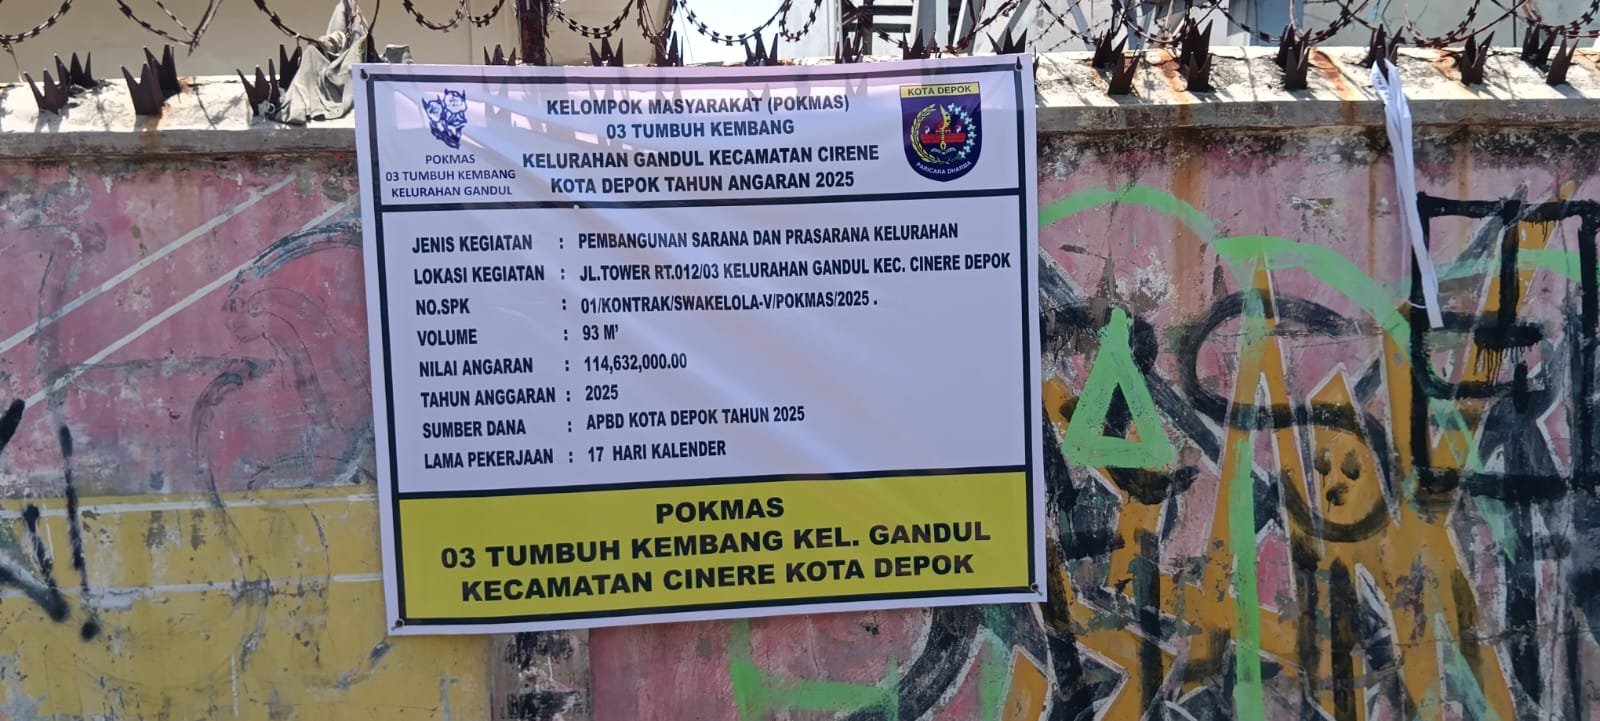 KELOMPOK MASYARAKAT (POKMAS)
03 TUMBUH KEMBANG
KELURAHAN GANDUL KECAMATAN CIRENE
KOTA DEPOK TAHUN ANGARAN 2025
POKMAS
03 TUMBUH KEMBANG
KELURAHAN GANDUL
KOTA DEPOK
PARICARA DHARMA
JENIS KEGIATAN : PEMBANGUNAN SARANA DAN PRASARANA KELURAHAN
LOKASI KEGIATAN : JL.TOWER RT.012/03 KELURAHAN GANDUL KEC. CINERE DEPOK
NO.SPK : 01/KONTRAK/SWAKELOLA-V/POKMAS/2025 .
VOLUME : 93 M'
NILAI ANGARAN : 114,632,000.00
TAHUN ANGGARAN : 2025
SUMBER DANA : APBD KOTA DEPOK TAHUN 2025
LAMA PEKERJAAN : 17 HARI KALENDER
POKMAS
03 TUMBUH KEMBANG KEL. GANDUL
KECAMATAN CINERE KOTA DEPOK